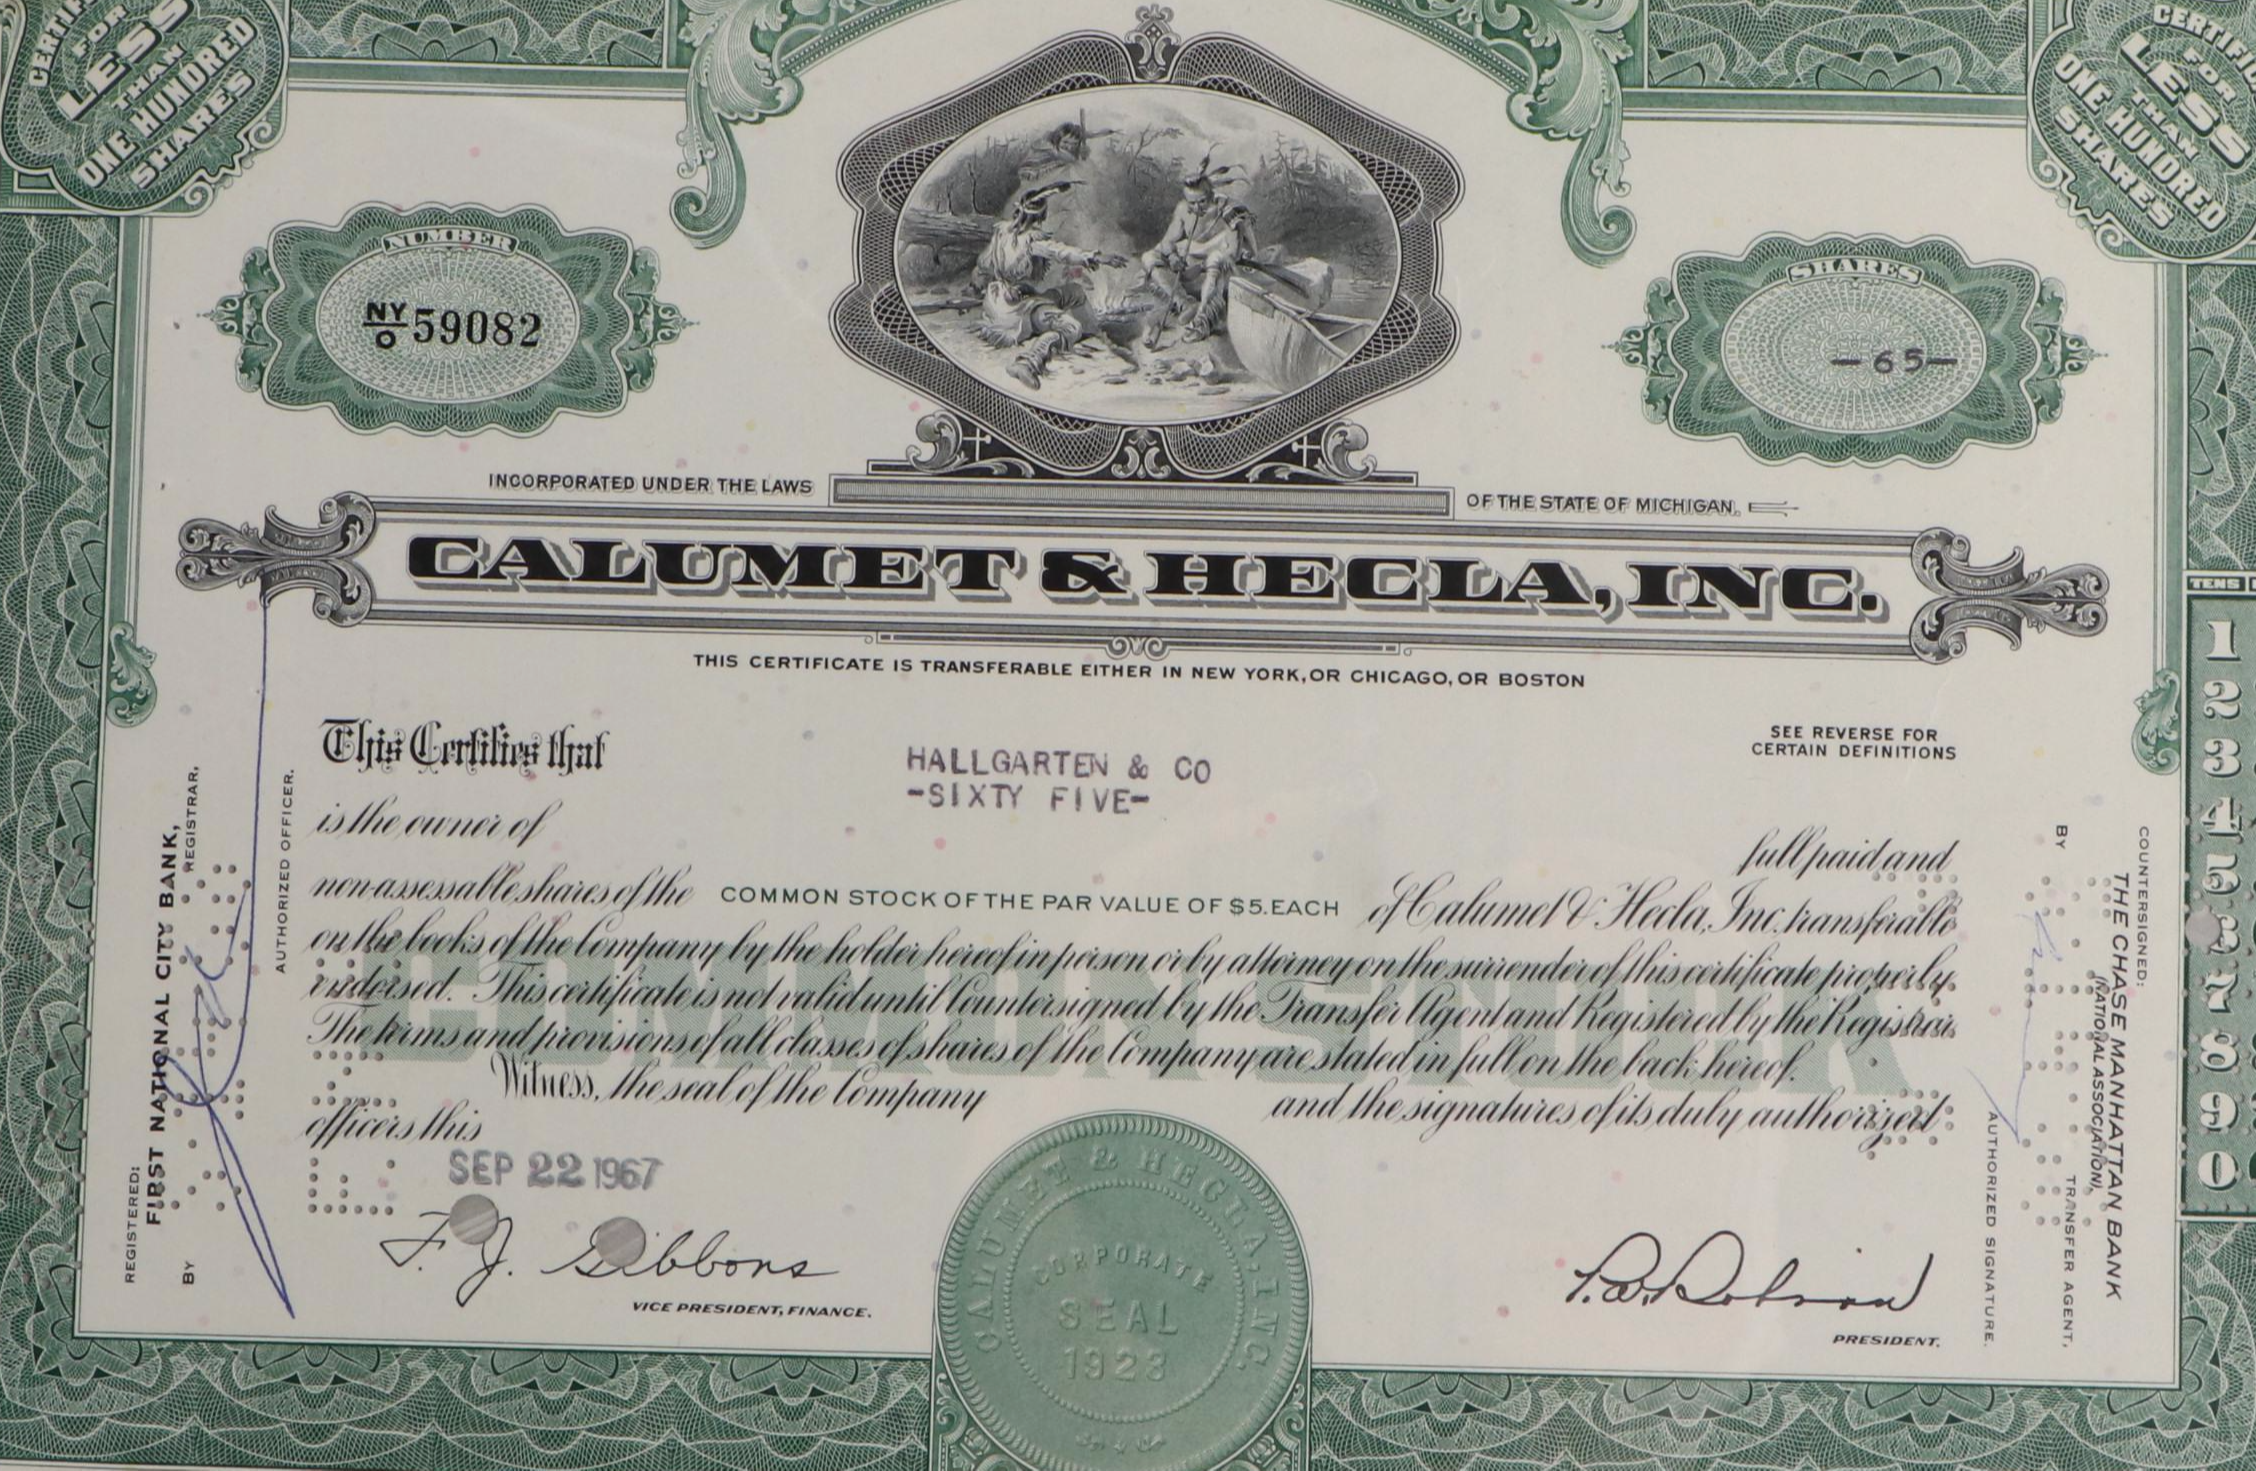 CERTIFI
FOR
LESS
THAN
ONE HUNDRED
SHARES
CERTIFIC
FOR
LESS
THAN
ONE HUNDRED
SHARES
NUMBER
NY/O 59082
SHARES
-65-
INCORPORATED UNDER THE LAWS OF THE STATE OF MICHIGAN.
CALUMET & HECLA, INC.
THIS CERTIFICATE IS TRANSFERABLE EITHER IN NEW YORK, OR CHICAGO, OR BOSTON
SEE REVERSE FOR
CERTAIN DEFINITIONS
This Certifies that HALLGARTEN & CO
-SIXTY FIVE-
is the owner of
full paid and
non-assessable shares of the COMMON STOCK OF THE PAR VALUE OF $5. EACH of Calumet & Hecla, Inc. transferable
on the books of the Company by the holder hereof in person or by attorney on the surrender of this certificate properly
endorsed. This certificate is not valid until Countersigned by the Transfer Agent and Registered by the Registrar.
The terms and provisions of all classes of shares of the Company are stated in full on the back hereof.
COMMON STOCK
Witness, the seal of the Company and the signatures of its duly authorized
officers this
SEP 22 1967
F. J. Gibbons
VICE PRESIDENT, FINANCE.
CALUMET & HECLA, INC.
CORPORATE
SEAL
1923
PRESIDENT.
REGISTERED:
FIRST NATIONAL CITY BANK,
REGISTRAR,
BY
AUTHORIZED OFFICER.
COUNTERSIGNED:
THE CHASE MANHATTAN BANK
(NATIONAL ASSOCIATION),
TRANSFER AGENT,
BY
AUTHORIZED SIGNATURE.
TENS
1
2
3
4
5
6
7
8
9
0